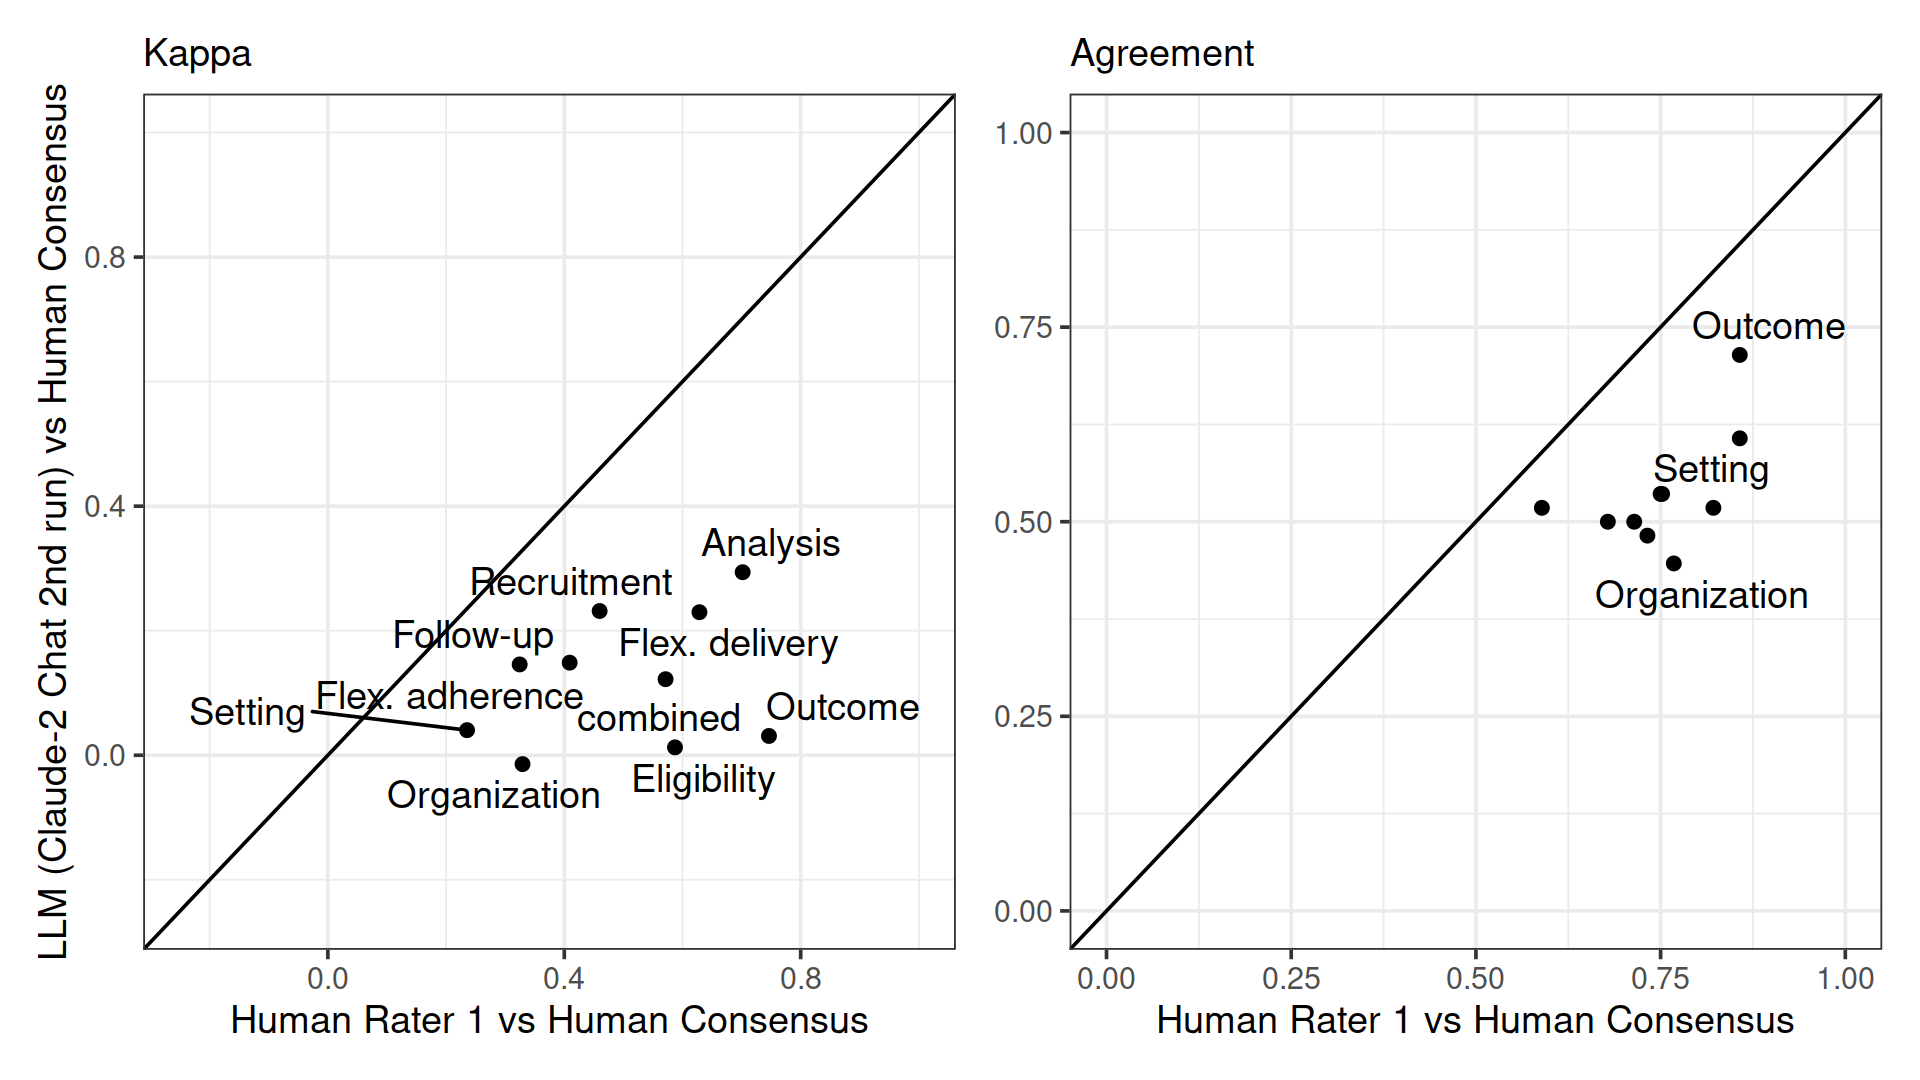 Kappa
LLM (Claude-2 Chat 2nd run) vs Human Consensus
0.8
0.4
0.0
Analysis
Recruitment
Follow-up
Flex. delivery
Flex. adherence
Setting
combined
Outcome
Eligibility
Organization
0.0 0.4 0.8
Human Rater 1 vs Human Consensus
Agreement
1.00
0.75
0.50
0.25
0.00
Outcome
Setting
Organization
0.00 0.25 0.50 0.75 1.00
Human Rater 1 vs Human Consensus